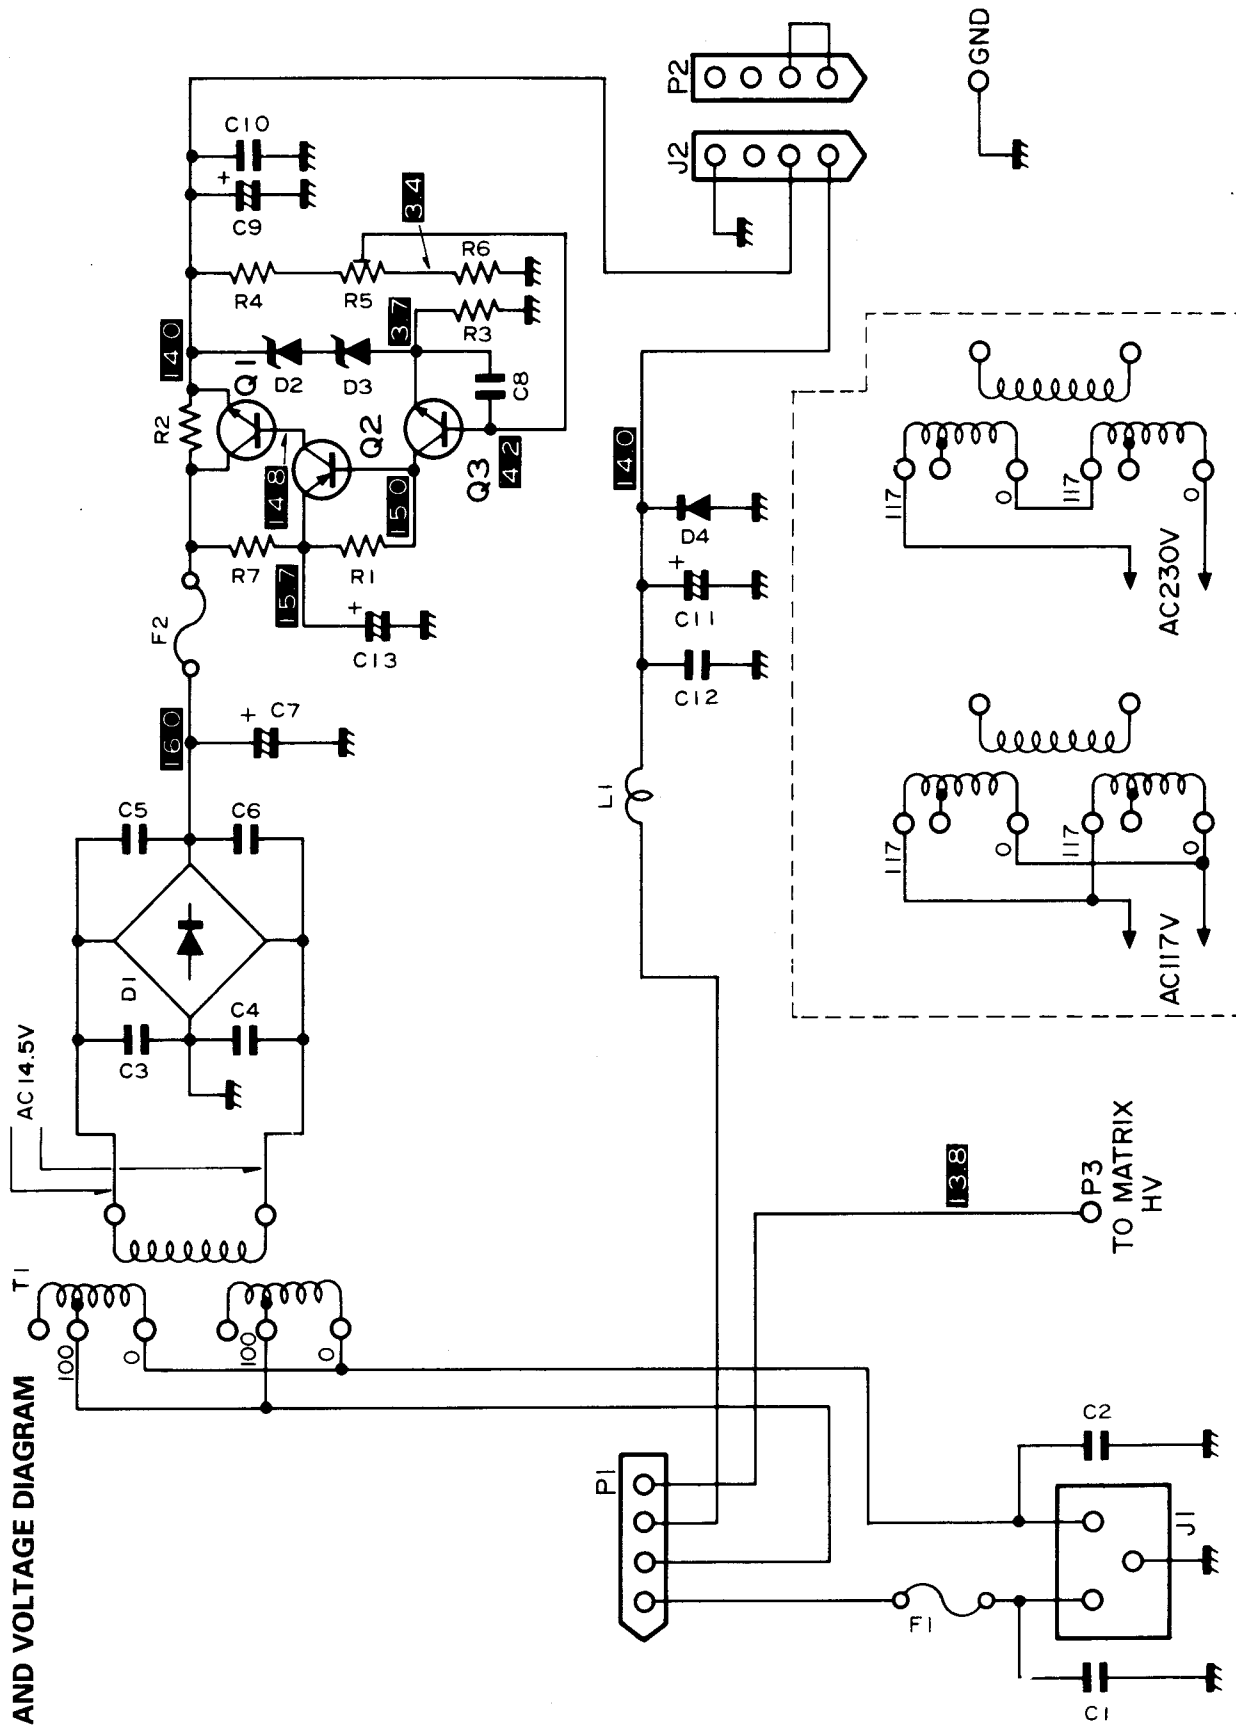 AND VOLTAGE DIAGRAM
T1
AC14.5V
100
0
100
0
C3
C4
D1
C5
C6
16.0
C7
F2
R7
15.7
C13
R1
15.0
14.8
R2
Q1
Q2
Q3
4.2
14.0
D2
D3
3.7
C8
R3
R4
R5
R6
3.4
C9
+
C10
+
+
L1
C12
C11
+
D4
14.0
J2
P2
GND
P1
F1
C1
C2
J1
13.8
P3
TO MATRIX
HV
117
0
117
0
AC117V
117
0
117
0
AC230V